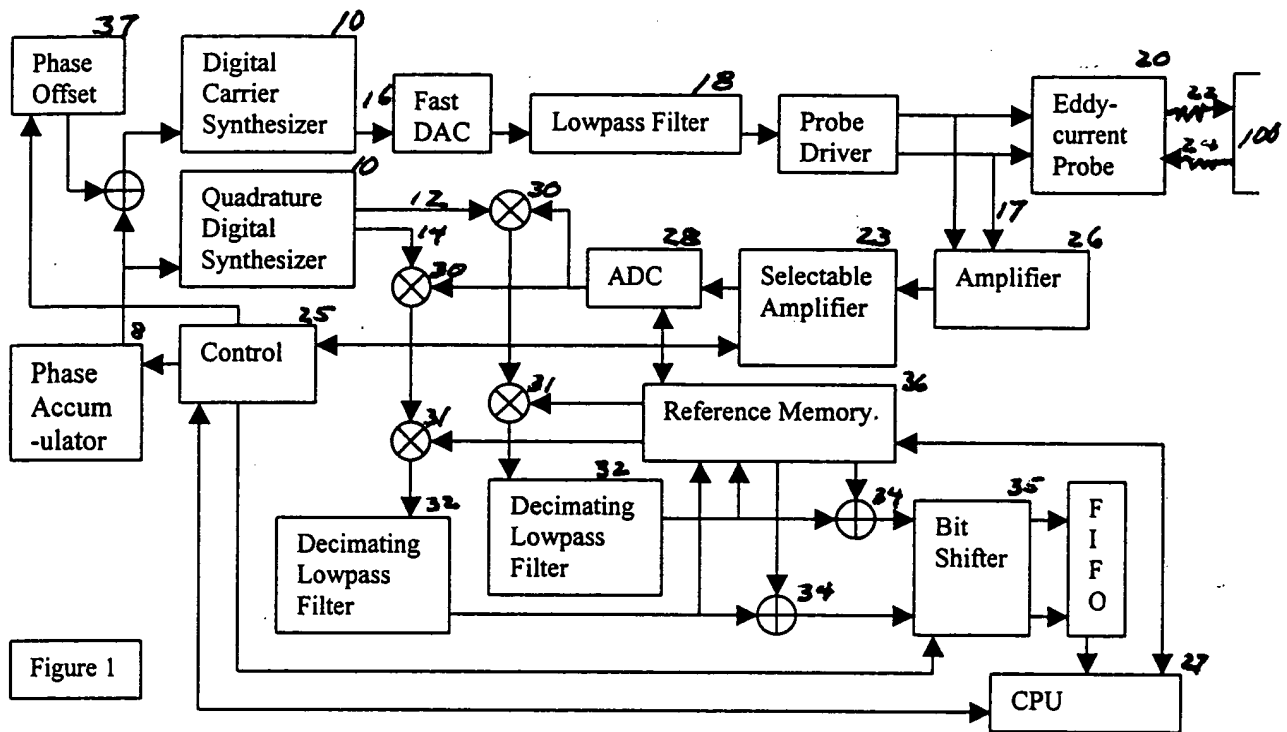 37
Phase
Offset
10
Digital
Carrier
Synthesizer
16
Fast
DAC
18
Lowpass Filter
Probe
Driver
20
Eddy-
current
Probe
22
24
100
10
Quadrature
Digital
Synthesizer
12
14
30
30
28
ADC
23
Selectable
Amplifier
17
26
Amplifier
8
Phase
Accum
-ulator
25
Control
31
31
36
Reference Memory.
32
Decimating
Lowpass
Filter
32
Decimating
Lowpass
Filter
34
34
35
Bit
Shifter
F
I
F
O
27
CPU
Figure 1